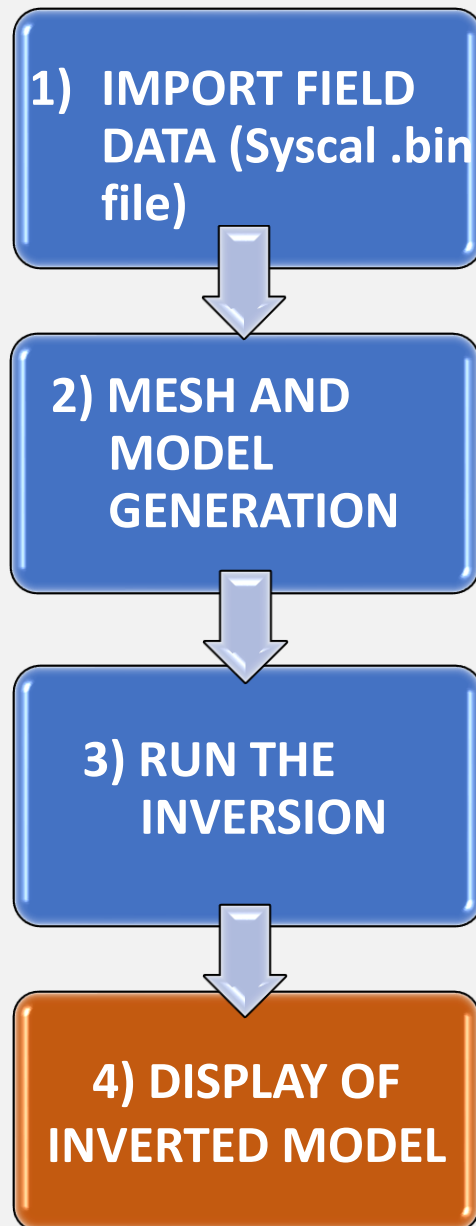 1) IMPORT FIELD
DATA (Syscal .bin
file)
2) MESH AND
MODEL
GENERATION
3) RUN THE
INVERSION
4) DISPLAY OF
INVERTED MODEL